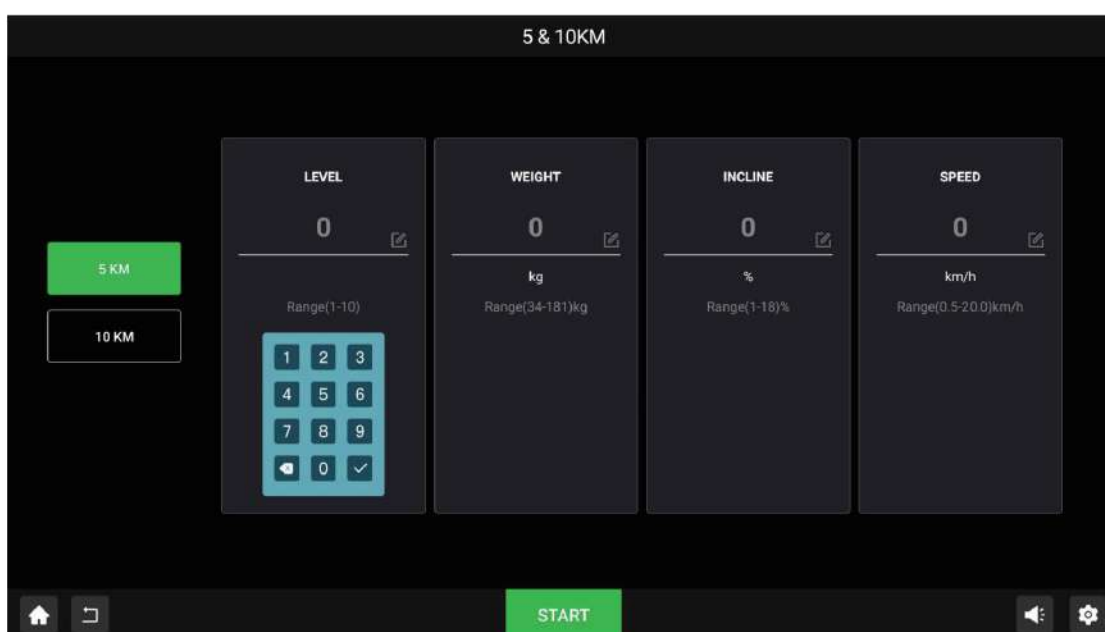 5 & 10KM
5 KM
10 KM
LEVEL
0
Range(1-10)
1 2 3
4 5 6
7 8 9
0
WEIGHT
0
kg
Range(34-181)kg
INCLINE
0
%
Range(1-18)%
SPEED
0
km/h
Range(0.5-20.0)km/h
START